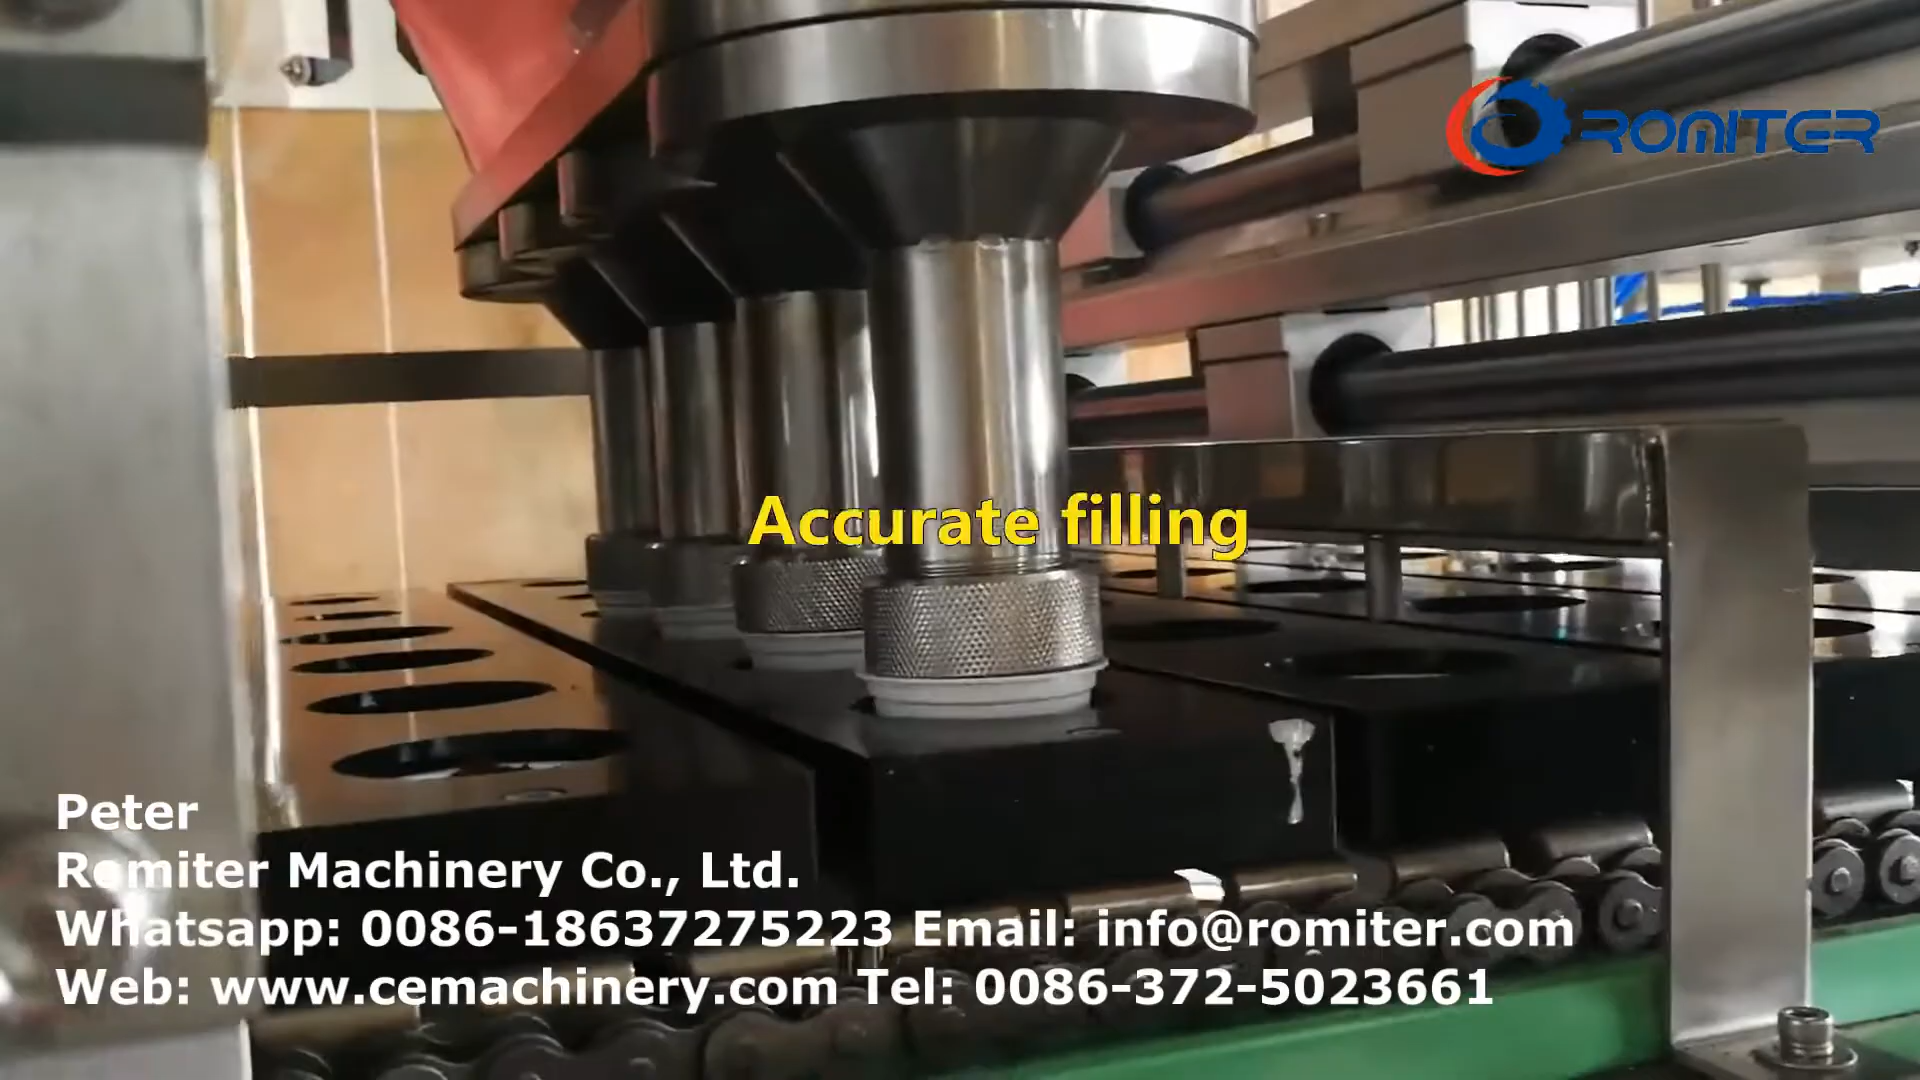 ROMITER
Accurate filling
Peter
Romiter Machinery Co., Ltd.
Whatsapp: 0086-18637275223 Email: info@romiter.com
Web: www.cemachinery.com Tel: 0086-372-5023661